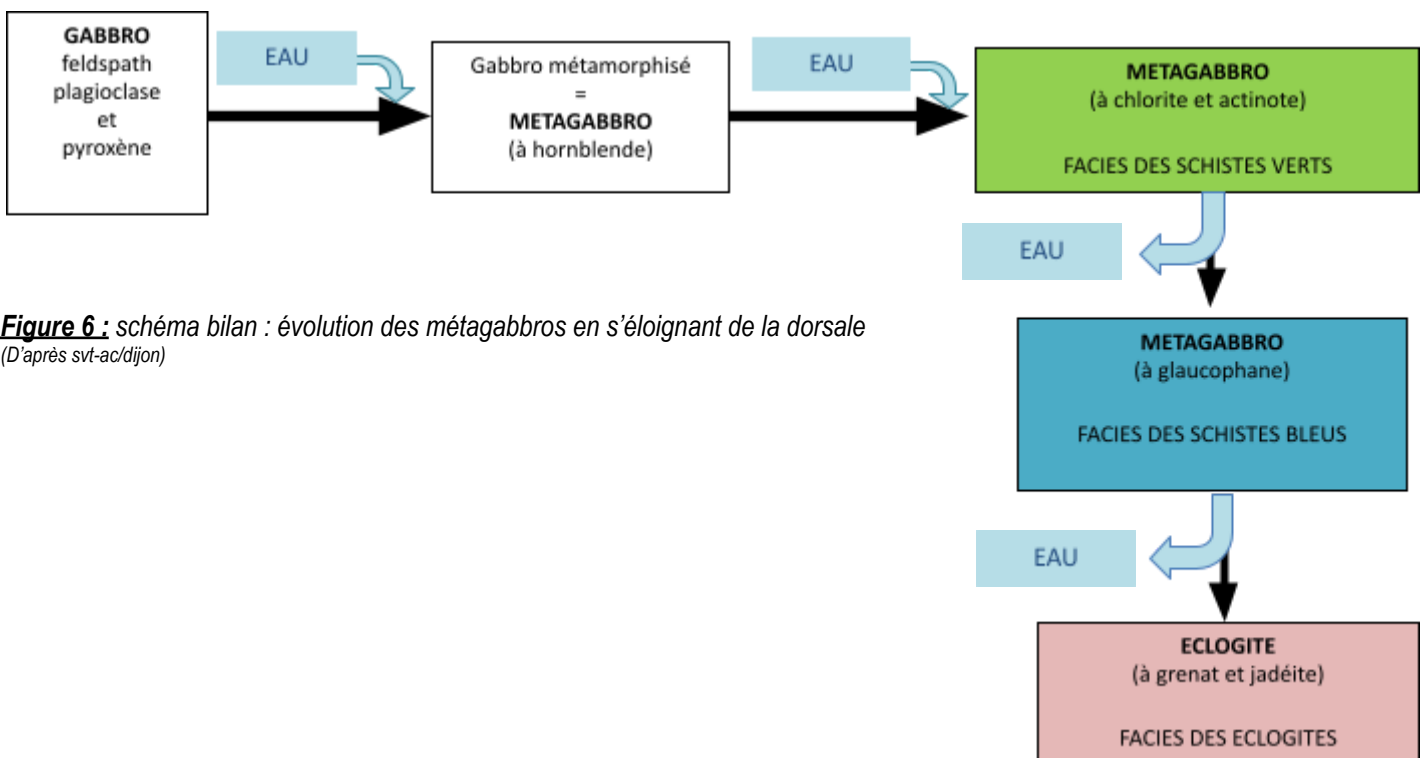 GABBRO
feldspath
plagioclase
et
pyroxène
EAU
Gabbro métamorphisé
=
METAGABBRO
(à hornblende)
EAU
METAGABBRO
(à chlorite et actinote)
FACIES DES SCHISTES VERTS
EAU
Figure 6 : schéma bilan : évolution des métagabbros en s’éloignant de la dorsale
(D’après svt-ac/dijon)
METAGABBRO
(à glaucophane)
FACIES DES SCHISTES BLEUS
EAU
ECLOGITE
(à grenat et jadéite)
FACIES DES ECLOGITES